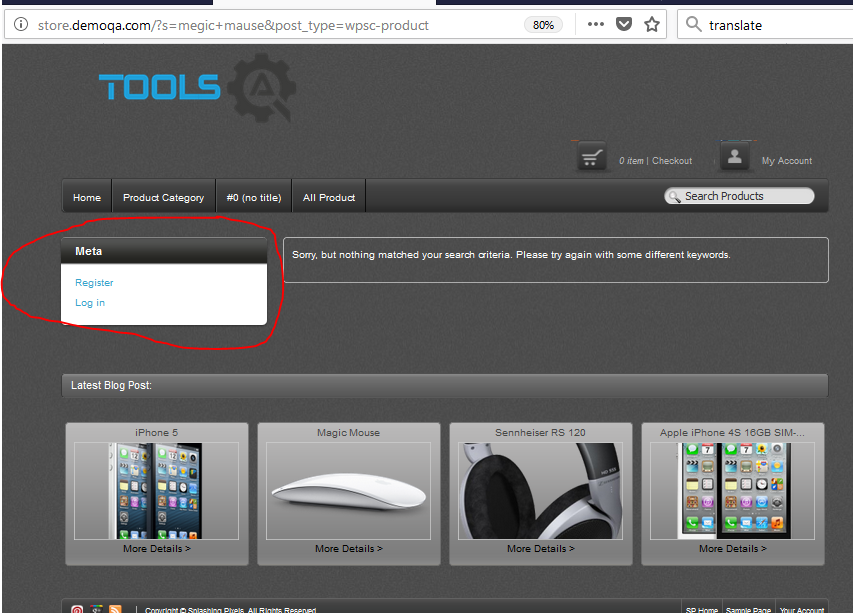 store.demoqa.com/?s=megic+mause&post_type=wpsc-product
80%
translate
TOOLS QA
0 item | Checkout
My Account
Home
Product Category
#0 (no title)
All Product
Search Products
Meta
Register
Log in
Sorry, but nothing matched your search criteria. Please try again with some different keywords.
Latest Blog Post:
iPhone 5
Magic Mouse
Sennheiser RS 120
Apple iPhone 4S 16GB SIM-...
More Details >
More Details >
More Details >
More Details >
Copyright © Splashing Pixels. All Rights Reserved
SP Home
Sample Page
Your Account